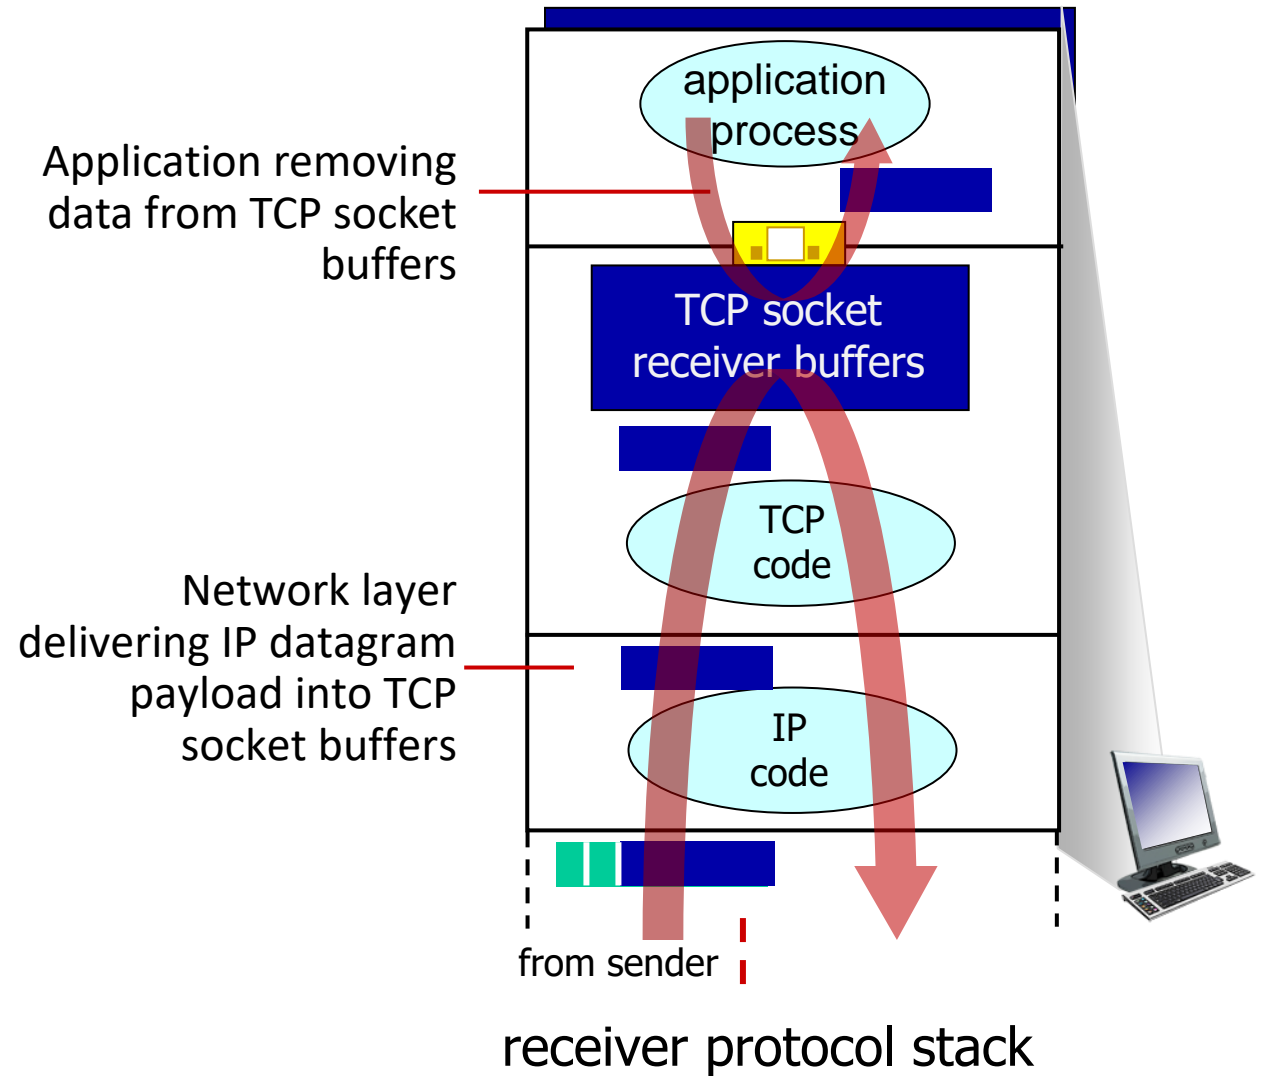 application
process
Application removing
data from TCP socket
buffers
TCP socket
receiver buffers
TCP
code
Network layer
delivering IP datagram
payload into TCP
socket buffers
IP
code
from sender
receiver protocol stack